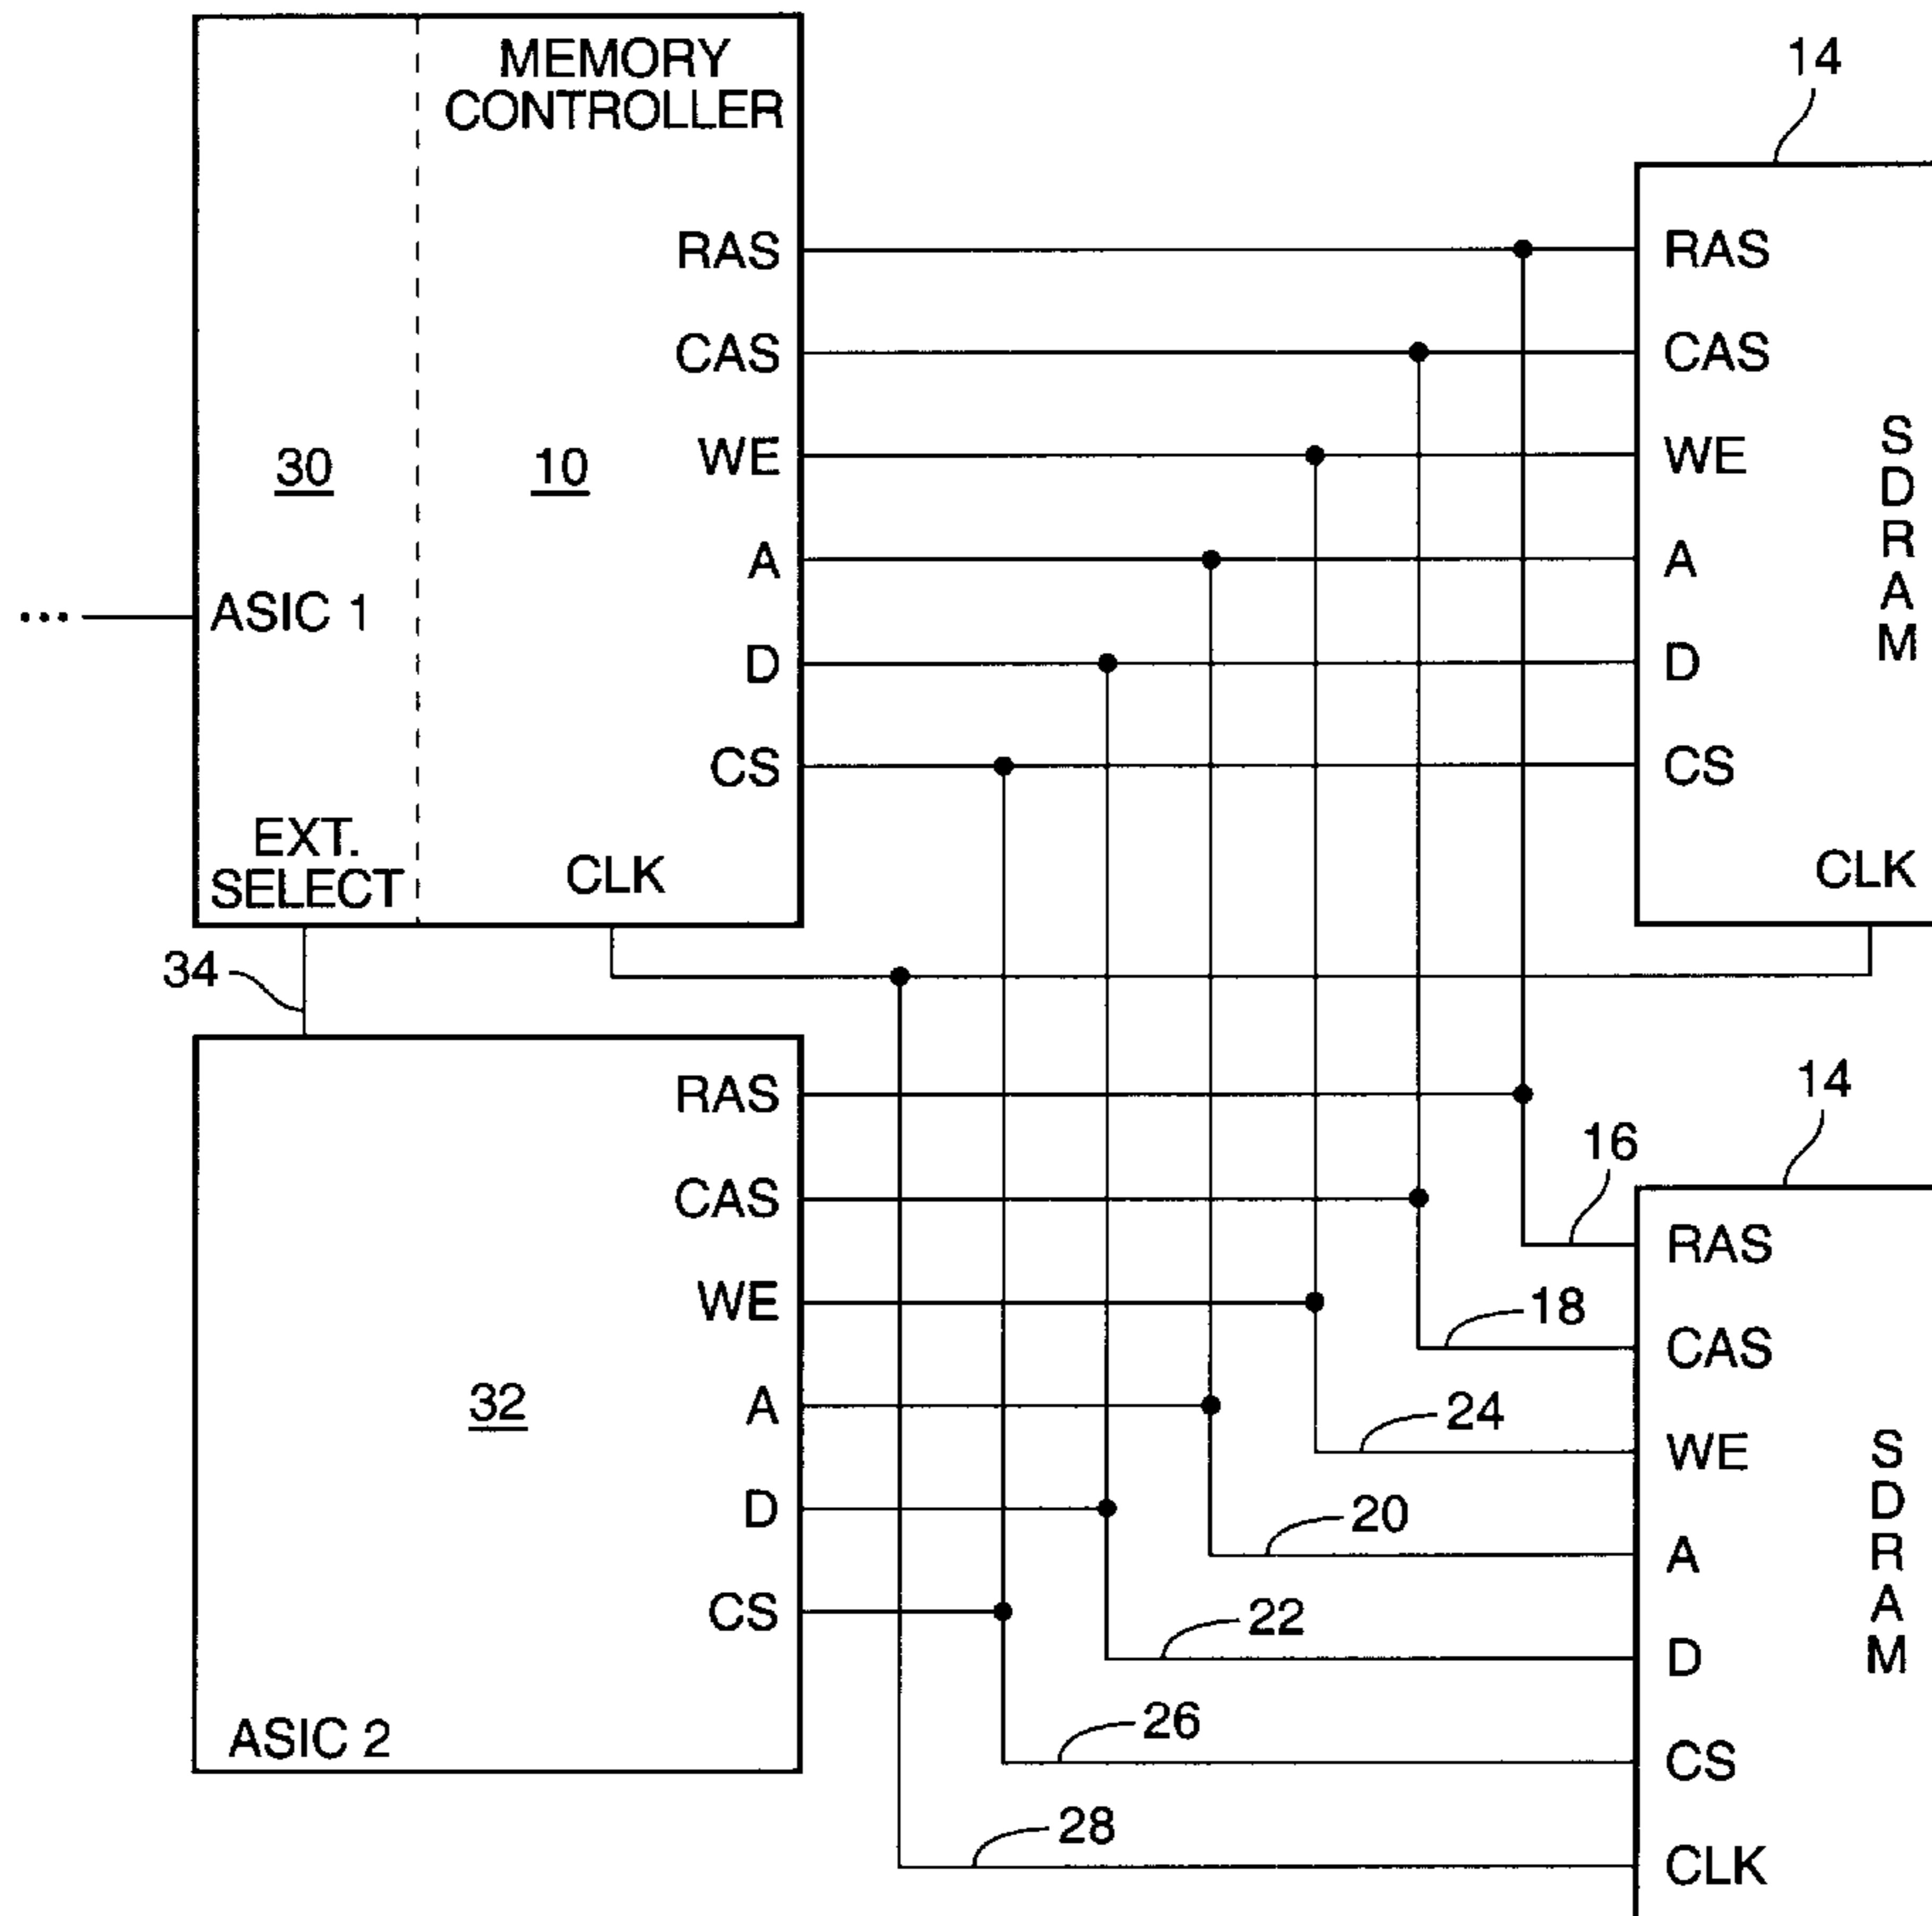 MEMORY
CONTROLLER
RAS
CAS
WE
A
D
CS
30
10
ASIC 1
...
EXT.
SELECT
CLK
14
RAS
CAS
WE
A
D
CS
CLK
S
D
R
A
M
34
RAS
CAS
WE
A
D
CS
32
ASIC 2
14
16
18
24
20
22
26
28
RAS
CAS
WE
A
D
CS
CLK
S
D
R
A
M